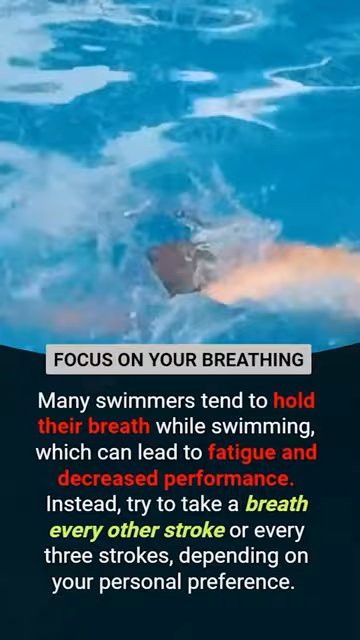 FOCUS ON YOUR BREATHING
Many swimmers tend to hold
their breath while swimming,
which can lead to fatigue and
decreased performance.
Instead, try to take a breath
every other stroke or every
three strokes, depending on
your personal preference.